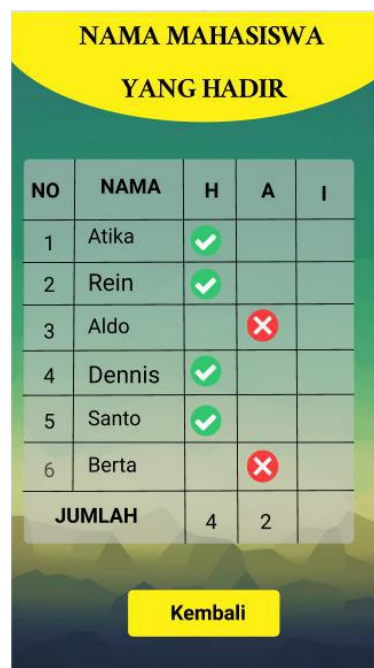 NAMA MAHASISWA
YANG HADIR
NO NAMA H A I
1 Atika
2 Rein
3 Aldo
4 Dennis
5 Santo
6 Berta
JUMLAH 4 2
Kembali